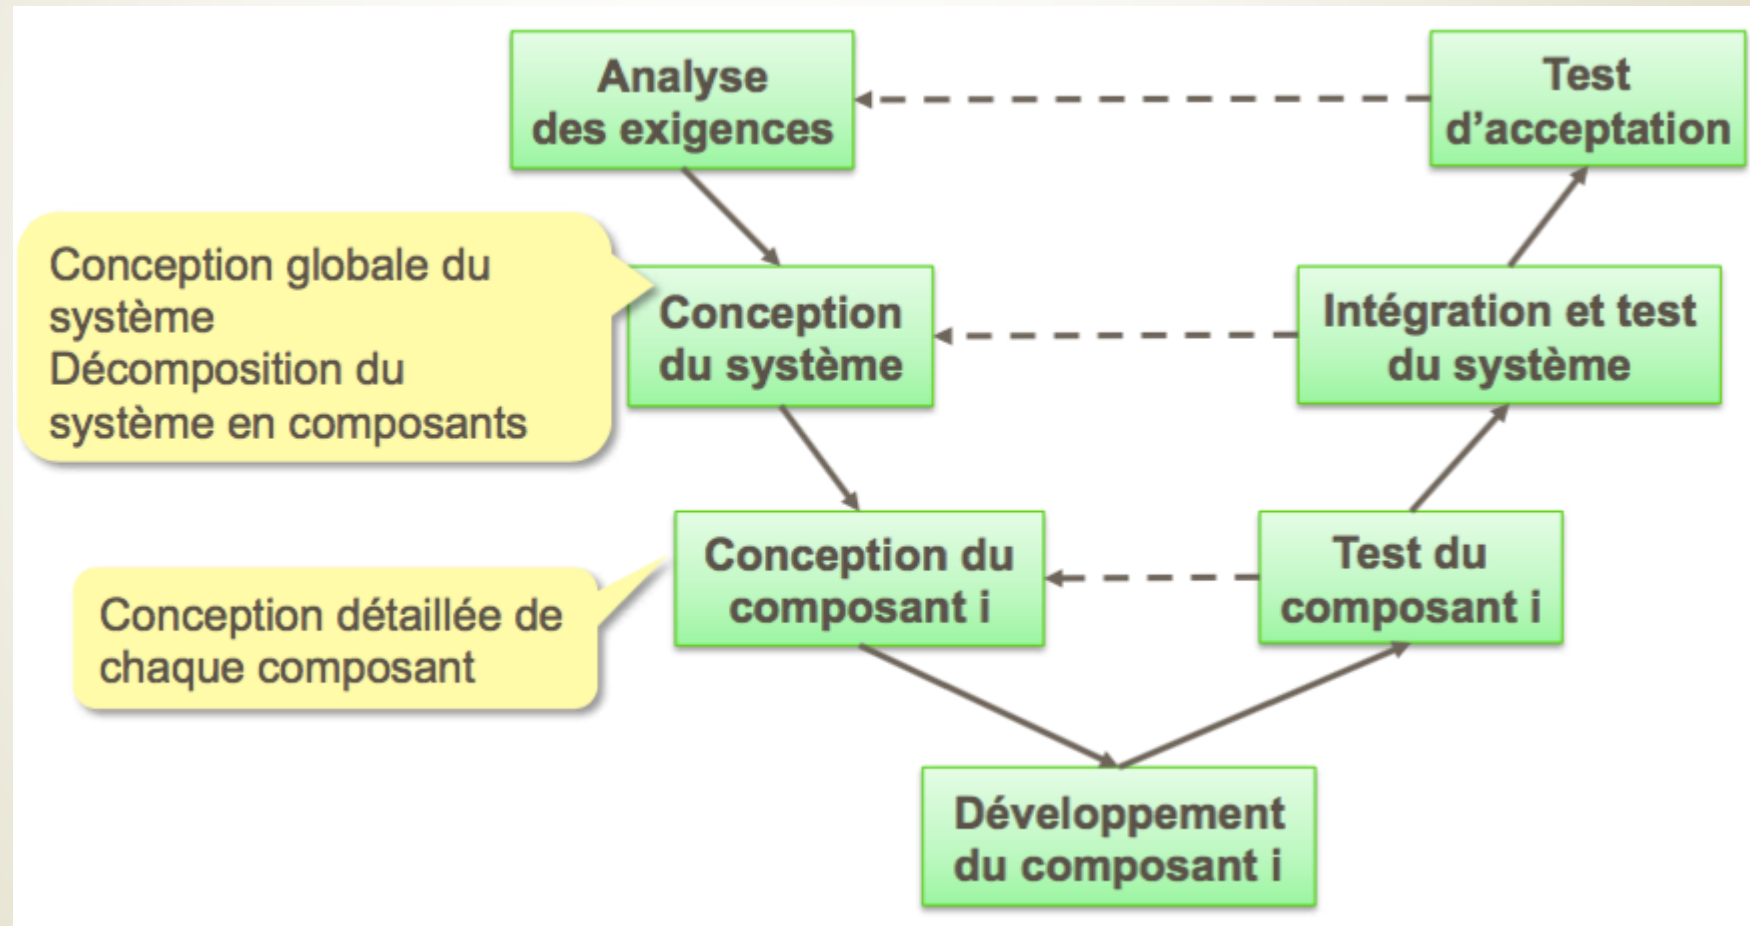 Analyse
des exigences
Test
d’acceptation
Conception globale du
système
Décomposition du
système en composants
Conception
du système
Intégration et test
du système
Conception détaillée de
chaque composant
Conception du
composant i
Test du
composant i
Développement
du composant i